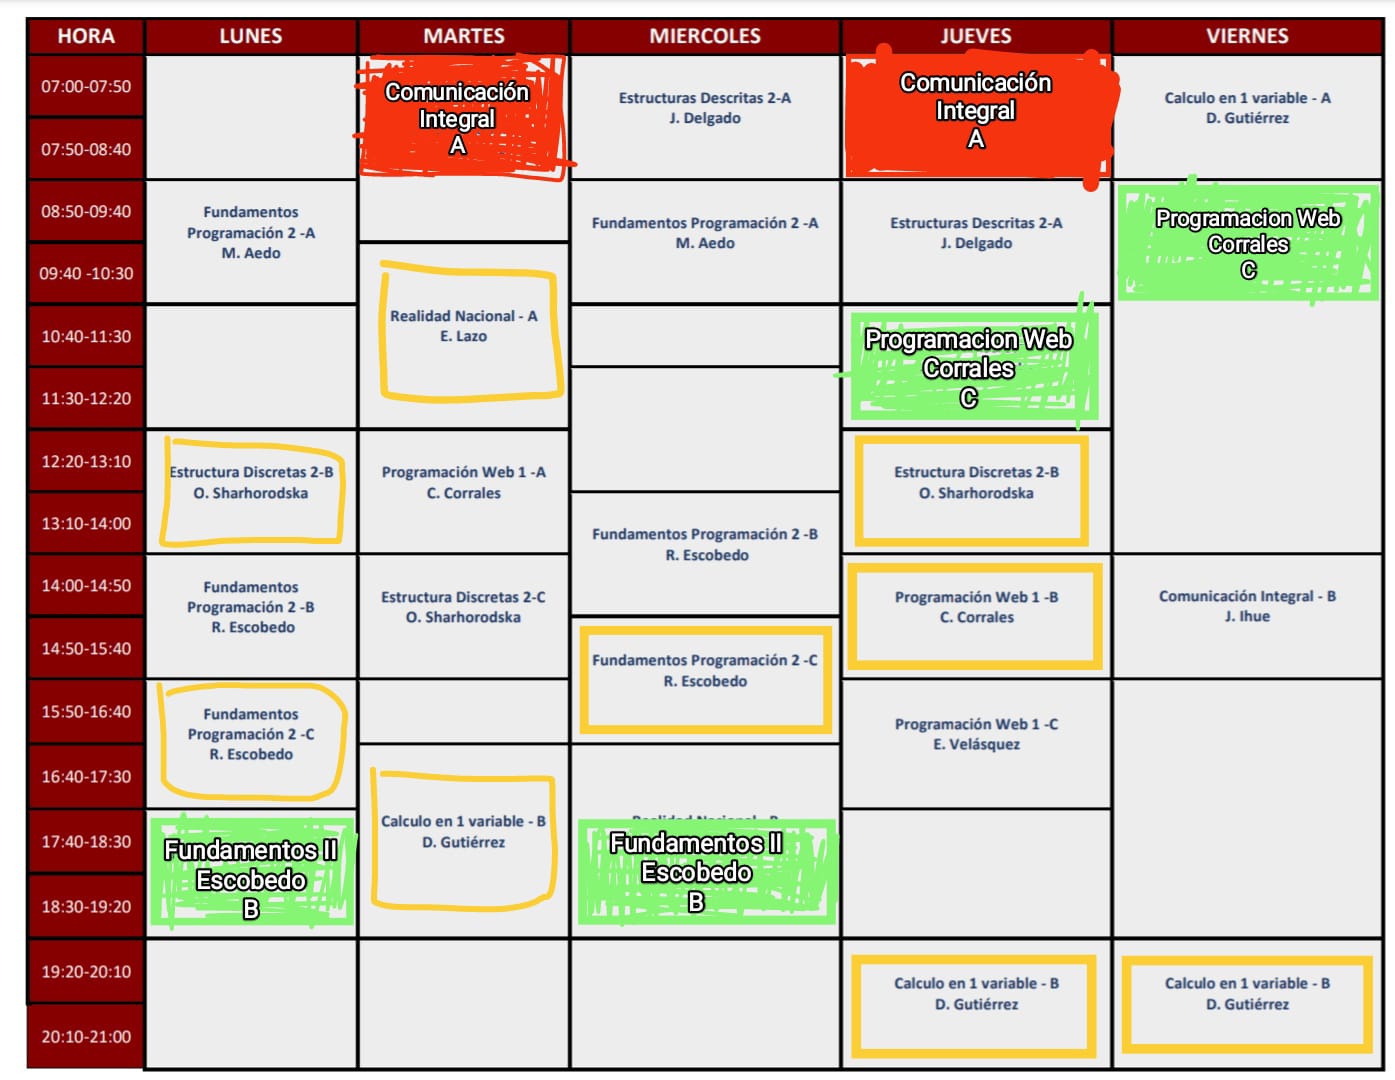 HORA LUNES MARTES MIERCOLES JUEVES VIERNES
07:00-07:50
07:50-08:40
Comunicación
Integral
A
Estructuras Descritas 2-A
J. Delgado
Comunicación
Integral
A
Calculo en 1 variable - A
D. Gutiérrez
08:50-09:40
09:40 -10:30
Fundamentos
Programación 2 -A
M. Aedo
Fundamentos Programación 2 -A
M. Aedo
Estructuras Descritas 2-A
J. Delgado
Programacion Web
Corrales
C
Realidad Nacional - A
E. Lazo
10:40-11:30
11:30-12:20
Programacion Web
Corrales
C
12:20-13:10
13:10-14:00
Estructura Discretas 2-B
O. Sharhorodska
Programación Web 1 -A
C. Corrales
Estructura Discretas 2-B
O. Sharhorodska
Fundamentos Programación 2 -B
R. Escobedo
14:00-14:50
14:50-15:40
Fundamentos
Programación 2 -B
R. Escobedo
Estructura Discretas 2-C
O. Sharhorodska
Programación Web 1 -B
C. Corrales
Comunicación Integral - B
J. Ihue
Fundamentos Programación 2 -C
R. Escobedo
15:50-16:40
16:40-17:30
Fundamentos
Programación 2 -C
R. Escobedo
Programación Web 1 -C
E. Velásquez
Calculo en 1 variable - B
D. Gutiérrez
17:40-18:30
18:30-19:20
Fundamentos II
Escobedo
B
Realidad Nacional - B
Fundamentos II
Escobedo
B
19:20-20:10
20:10-21:00
Calculo en 1 variable - B
D. Gutiérrez
Calculo en 1 variable - B
D. Gutiérrez